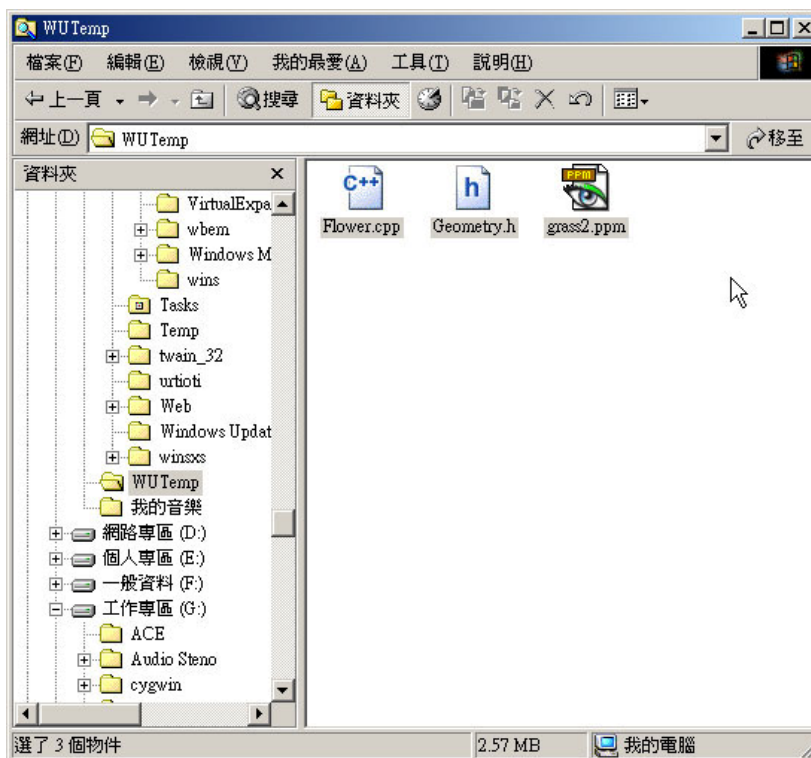 WUTemp
檔案(F) 編輯(E) 檢視(V) 我的最愛(A) 工具(T) 說明(H)
上一頁 搜尋 資料夾
網址(D) WUTemp 移至
資料夾
VirtualExpa
wbem
Windows M
wins
Tasks
Temp
twain_32
urtioti
Web
Windows Updat
winsxs
WUTemp
我的音樂
網路專區 (D:)
個人專區 (E:)
一般資料 (F:)
工作專區 (G:)
ACE
Audio Steno
cygwin
C++ h PPM
Flower.cpp Geometry.h grass2.ppm
選了 3 個物件 2.57 MB 我的電腦